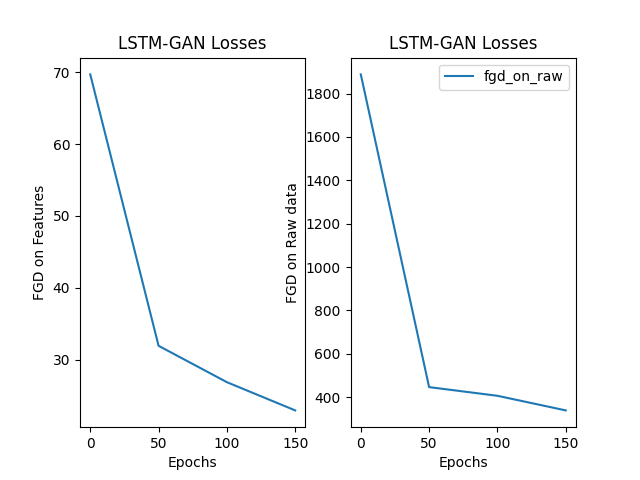 LSTM-GAN Losses
FGD on Features
70
60
50
40
30
0 50 100 150
Epochs
LSTM-GAN Losses
fgd_on_raw
FGD on Raw data
1800
1600
1400
1200
1000
800
600
400
0 50 100 150
Epochs